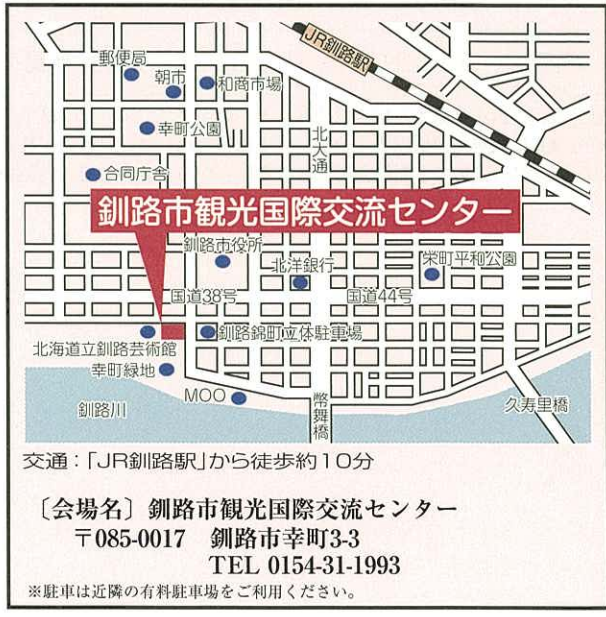 JR釧路駅
郵便局
朝市
和商市場
幸町公園
北大通
合同庁舎
釧路市観光国際交流センター
釧路市役所
北洋銀行
栄町平和公園
国道38号
国道44号
釧路錦町立体駐車場
北海道立釧路芸術館
幸町緑地
MOO
幣舞橋
久寿里橋
釧路川
交通：「JR釧路駅」から徒歩約10分
〔会場名〕釧路市観光国際交流センター
〒085-0017　釧路市幸町3-3
TEL 0154-31-1993
※駐車は近隣の有料駐車場をご利用ください。